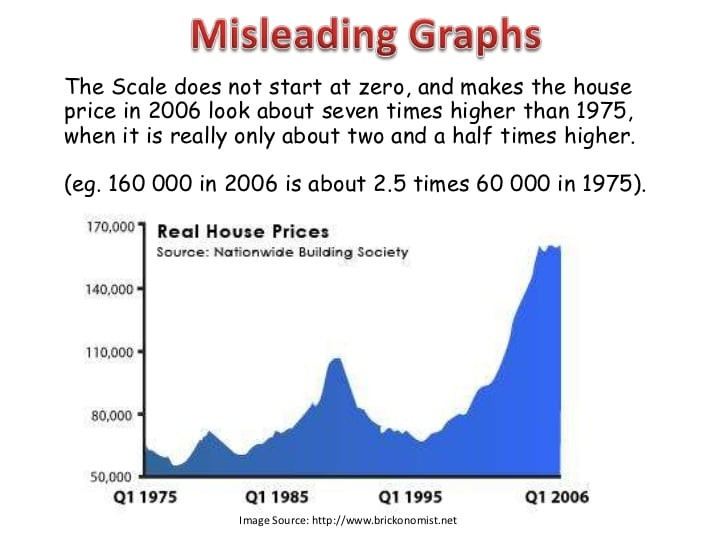 Misleading Graphs
The Scale does not start at zero, and makes the house
price in 2006 look about seven times higher than 1975,
when it is really only about two and a half times higher.
(eg. 160 000 in 2006 is about 2.5 times 60 000 in 1975).
170,000
Real House Prices
Source: Nationwide Building Society
140,000
110,000
80,000
50,000
Q1 1975 Q1 1985 Q1 1995 Q1 2006
Image Source: http://www.brickonomist.net